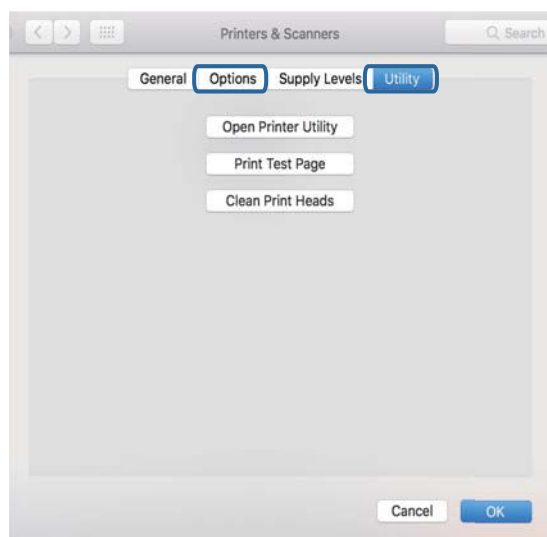 Printers & Scanners Search
General Options Supply Levels Utility
Open Printer Utility
Print Test Page
Clean Print Heads
Cancel OK